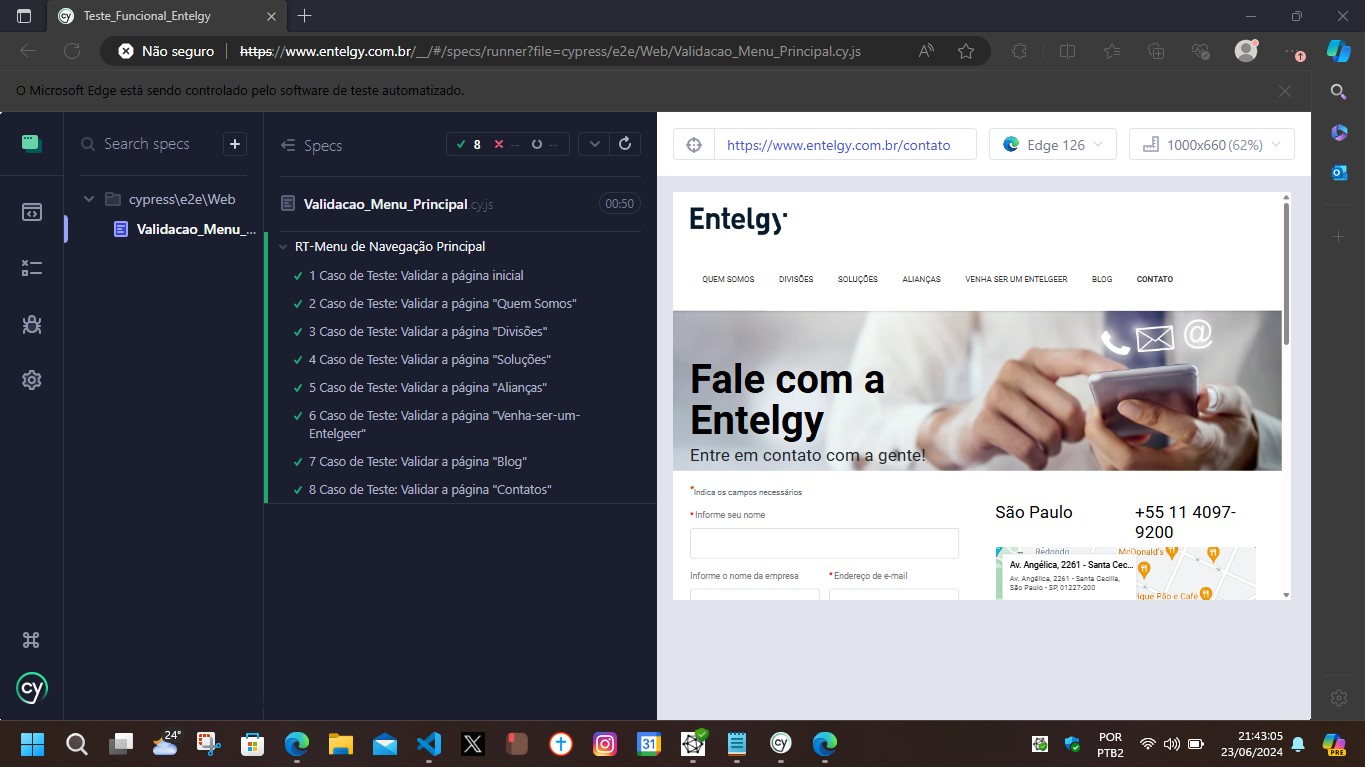 Teste_Funcional_Entelgy
Não seguro
https://www.entelgy.com.br/__/#/specs/runner?file=cypress/e2e/Web/Validacao_Menu_Principal.cy.js
O Microsoft Edge está sendo controlado pelo software de teste automatizado.
Search specs
+
cypress\e2e\Web
Validacao_Menu_...
Specs
8 -- --
Validacao_Menu_Principal.cy.js
00:50
RT-Menu de Navegação Principal
1 Caso de Teste: Validar a página inicial
2 Caso de Teste: Validar a página "Quem Somos"
3 Caso de Teste: Validar a página "Divisões"
4 Caso de Teste: Validar a página "Soluções"
5 Caso de Teste: Validar a página "Alianças"
6 Caso de Teste: Validar a página "Venha-ser-um-
Entelgeer"
7 Caso de Teste: Validar a página "Blog"
8 Caso de Teste: Validar a página "Contatos"
https://www.entelgy.com.br/contato
Edge 126
1000x660 (62%)
Entelgy
QUEM SOMOS DIVISÕES SOLUÇÕES ALIANÇAS VENHA SER UM ENTELGEER BLOG CONTATO
@
Fale com a
Entelgy
Entre em contato com a gente!
*Indica os campos necessários
* Informe seu nome
Informe o nome da empresa
* Endereço de e-mail
São Paulo
+55 11 4097-
9200
Redondo
McDonald's
Av. Angélica, 2261 - Santa Cec...
Av. Angélica, 2261 - Santa Cecilia,
São Paulo - SP, 01227-200
ique Pão e Café
cy
24°
31
cy
POR
PTB2
21:43:05
23/06/2024
PRE